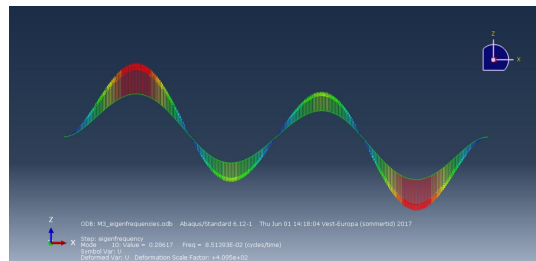 Z
X
ODB: M3_eigenfrequencies.odb Abaqus/Standard 6.12-1 Thu Jun 01 14:18:04 Vest-Europa (sommertid) 2017
Z
X
Step: eigenfrequency
Mode 10: Value = 0.28617 Freq = 8.51393E-02 (cycles/time)
Symbol Var: U
Deformed Var: U Deformation Scale Factor: +4.095e+02